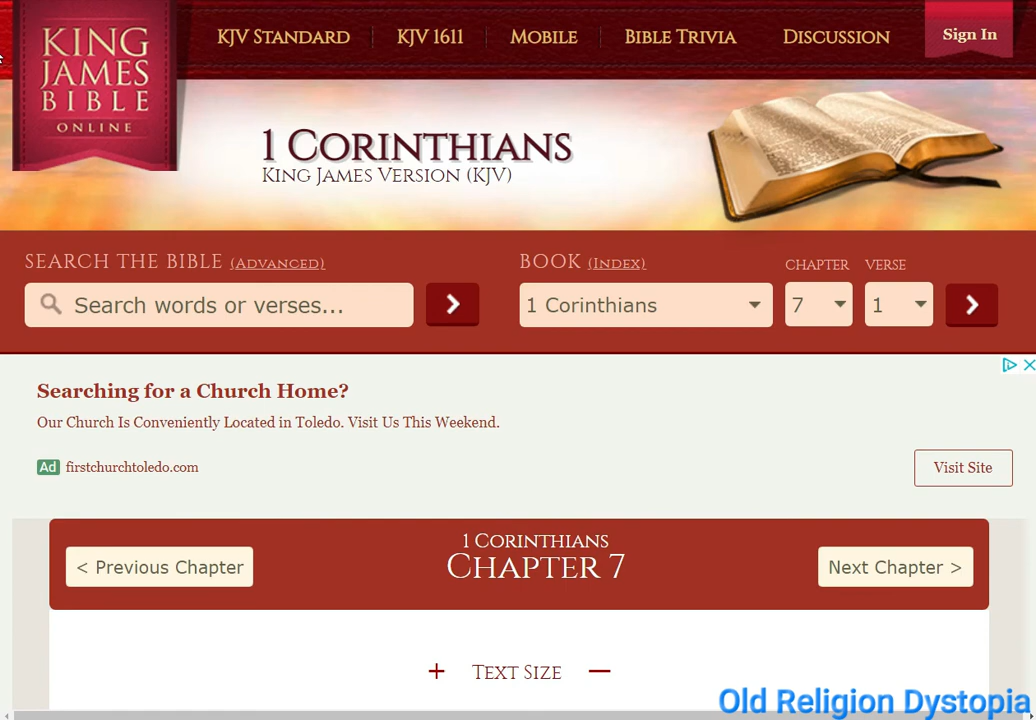 KING
JAMES
BIBLE
ONLINE
KJV STANDARD
KJV 1611
MOBILE
BIBLE TRIVIA
DISCUSSION
Sign In
1 CORINTHIANS
KING JAMES VERSION (KJV)
SEARCH THE BIBLE (ADVANCED)
BOOK (INDEX)
CHAPTER
VERSE
Search words or verses...
1 Corinthians
7
1
Searching for a Church Home?
Our Church Is Conveniently Located in Toledo. Visit Us This Weekend.
Ad firstchurchtoledo.com
Visit Site
1 CORINTHIANS
CHAPTER 7
< Previous Chapter
Next Chapter >
+ TEXT SIZE —
Old Religion Dystopia